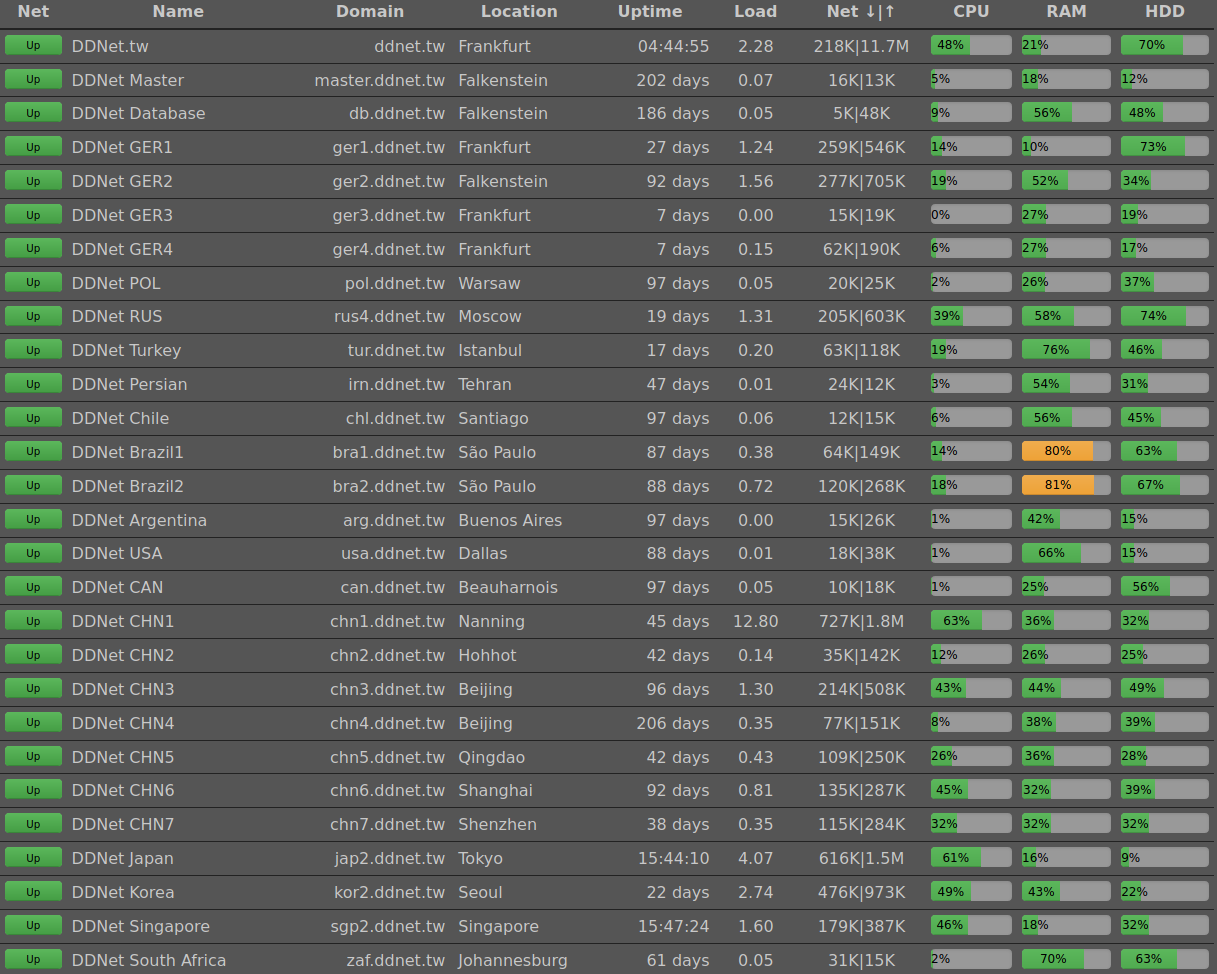 Net Name Domain Location Uptime Load Net ↓|↑ CPU RAM HDD
Up DDNet.tw ddnet.tw Frankfurt 04:44:55 2.28 218K|11.7M 48% 21% 70%
Up DDNet Master master.ddnet.tw Falkenstein 202 days 0.07 16K|13K 5% 18% 12%
Up DDNet Database db.ddnet.tw Falkenstein 186 days 0.05 5K|48K 9% 56% 48%
Up DDNet GER1 ger1.ddnet.tw Frankfurt 27 days 1.24 259K|546K 14% 10% 73%
Up DDNet GER2 ger2.ddnet.tw Falkenstein 92 days 1.56 277K|705K 19% 52% 34%
Up DDNet GER3 ger3.ddnet.tw Frankfurt 7 days 0.00 15K|19K 0% 27% 19%
Up DDNet GER4 ger4.ddnet.tw Frankfurt 7 days 0.15 62K|190K 6% 27% 17%
Up DDNet POL pol.ddnet.tw Warsaw 97 days 0.05 20K|25K 2% 26% 37%
Up DDNet RUS rus4.ddnet.tw Moscow 19 days 1.31 205K|603K 39% 58% 74%
Up DDNet Turkey tur.ddnet.tw Istanbul 17 days 0.20 63K|118K 19% 76% 46%
Up DDNet Persian irn.ddnet.tw Tehran 47 days 0.01 24K|12K 3% 54% 31%
Up DDNet Chile chl.ddnet.tw Santiago 97 days 0.06 12K|15K 6% 56% 45%
Up DDNet Brazil1 bra1.ddnet.tw São Paulo 87 days 0.38 64K|149K 14% 80% 63%
Up DDNet Brazil2 bra2.ddnet.tw São Paulo 88 days 0.72 120K|268K 18% 81% 67%
Up DDNet Argentina arg.ddnet.tw Buenos Aires 97 days 0.00 15K|26K 1% 42% 15%
Up DDNet USA usa.ddnet.tw Dallas 88 days 0.01 18K|38K 1% 66% 15%
Up DDNet CAN can.ddnet.tw Beauharnois 97 days 0.05 10K|18K 1% 25% 56%
Up DDNet CHN1 chn1.ddnet.tw Nanning 45 days 12.80 727K|1.8M 63% 36% 32%
Up DDNet CHN2 chn2.ddnet.tw Hohhot 42 days 0.14 35K|142K 12% 26% 25%
Up DDNet CHN3 chn3.ddnet.tw Beijing 96 days 1.30 214K|508K 43% 44% 49%
Up DDNet CHN4 chn4.ddnet.tw Beijing 206 days 0.35 77K|151K 8% 38% 39%
Up DDNet CHN5 chn5.ddnet.tw Qingdao 42 days 0.43 109K|250K 26% 36% 28%
Up DDNet CHN6 chn6.ddnet.tw Shanghai 92 days 0.81 135K|287K 45% 32% 39%
Up DDNet CHN7 chn7.ddnet.tw Shenzhen 38 days 0.35 115K|284K 32% 32% 32%
Up DDNet Japan jap2.ddnet.tw Tokyo 15:44:10 4.07 616K|1.5M 61% 16% 9%
Up DDNet Korea kor2.ddnet.tw Seoul 22 days 2.74 476K|973K 49% 43% 22%
Up DDNet Singapore sgp2.ddnet.tw Singapore 15:47:24 1.60 179K|387K 46% 18% 32%
Up DDNet South Africa zaf.ddnet.tw Johannesburg 61 days 0.05 31K|15K 2% 70% 63%